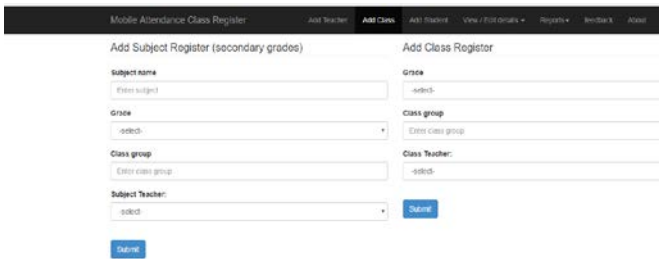 Mobile Attendance Class Register Add Teacher Add Class Add Student View / Edit details Reports feedback About
Add Subject Register (secondary grades)
Subject name
Enter subject
Grade
-select-
Class group
Enter class group
Subject Teacher:
-select-
Submit
Add Class Register
Grade
-select-
Class group
Enter class group
Class Teacher:
-select-
Submit